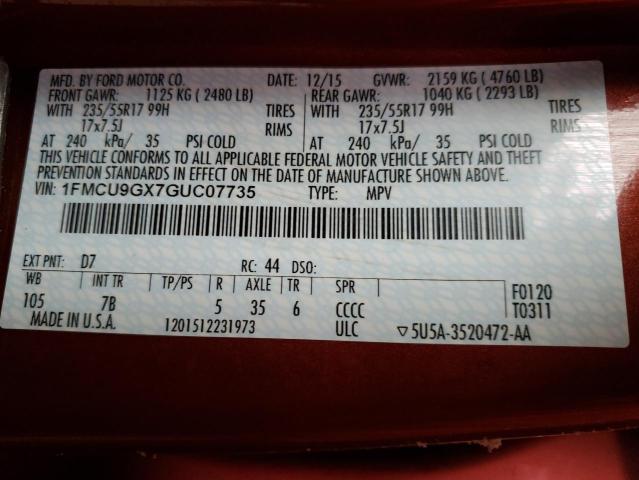 MFD. BY FORD MOTOR CO. DATE: 12/15 GVWR: 2159 KG ( 4760 LB)
FRONT GAWR: 1125 KG ( 2480 LB) REAR GAWR: 1040 KG ( 2293 LB)
WITH 235/55R17 99H TIRES WITH 235/55R17 99H TIRES
17x7.5J RIMS 17x7.5J RIMS
AT 240 kPa/ 35 PSI COLD AT 240 kPa/ 35 PSI COLD
THIS VEHICLE CONFORMS TO ALL APPLICABLE FEDERAL MOTOR VEHICLE SAFETY AND THEFT
PREVENTION STANDARDS IN EFFECT ON THE DATE OF MANUFACTURE SHOWN ABOVE.
VIN: 1FMCU9GX7GUC07735 TYPE: MPV
EXT PNT: D7 RC: 44 DSO:
WB INT TR TP/PS R AXLE TR SPR F0120
105 7B 5 35 6 CCCC T0311
MADE IN U.S.A. 1201512231973 ULC ▽5U5A-3520472-AA